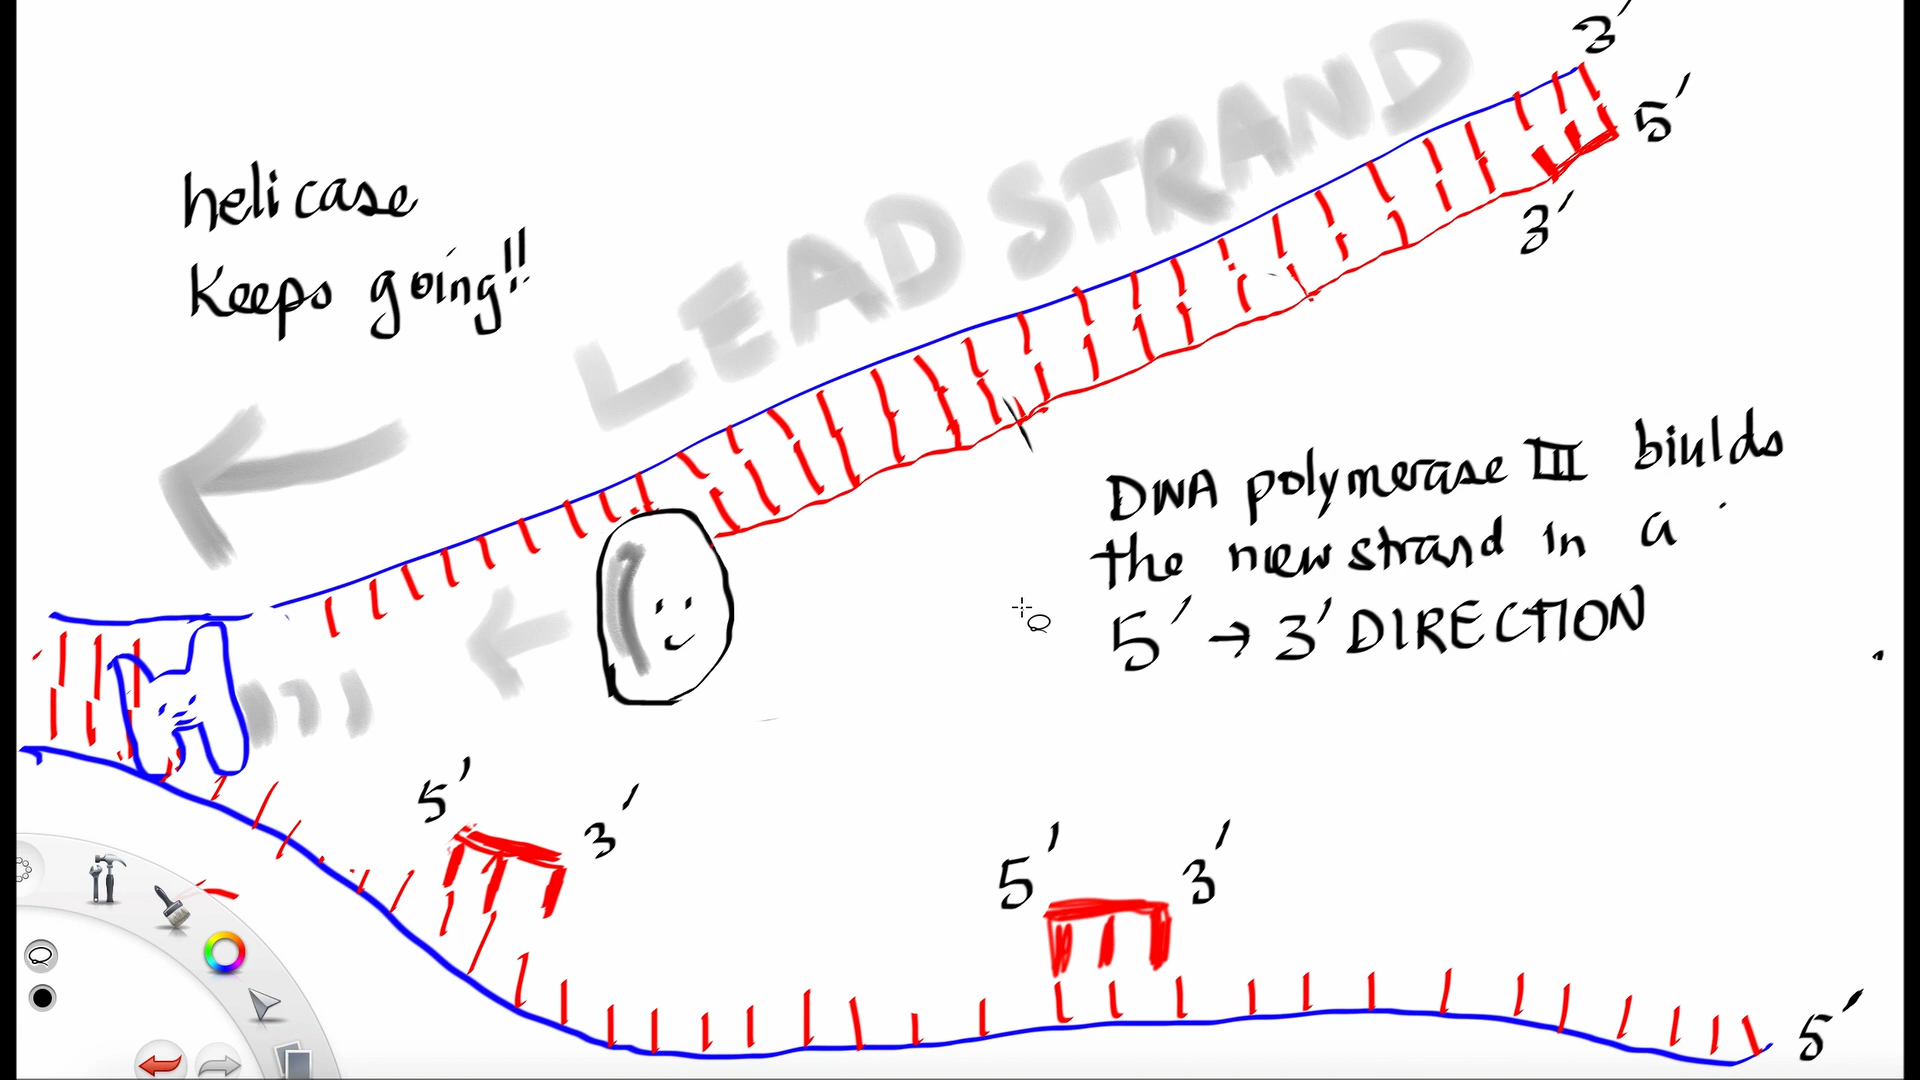 3′
5′
LEAD STRAND
helicase
Keeps going!!
3′
DNA polymerase III biulds
the new strand in a
5′ → 3′ DIRECTION
5′
3′
5′
3′
5′